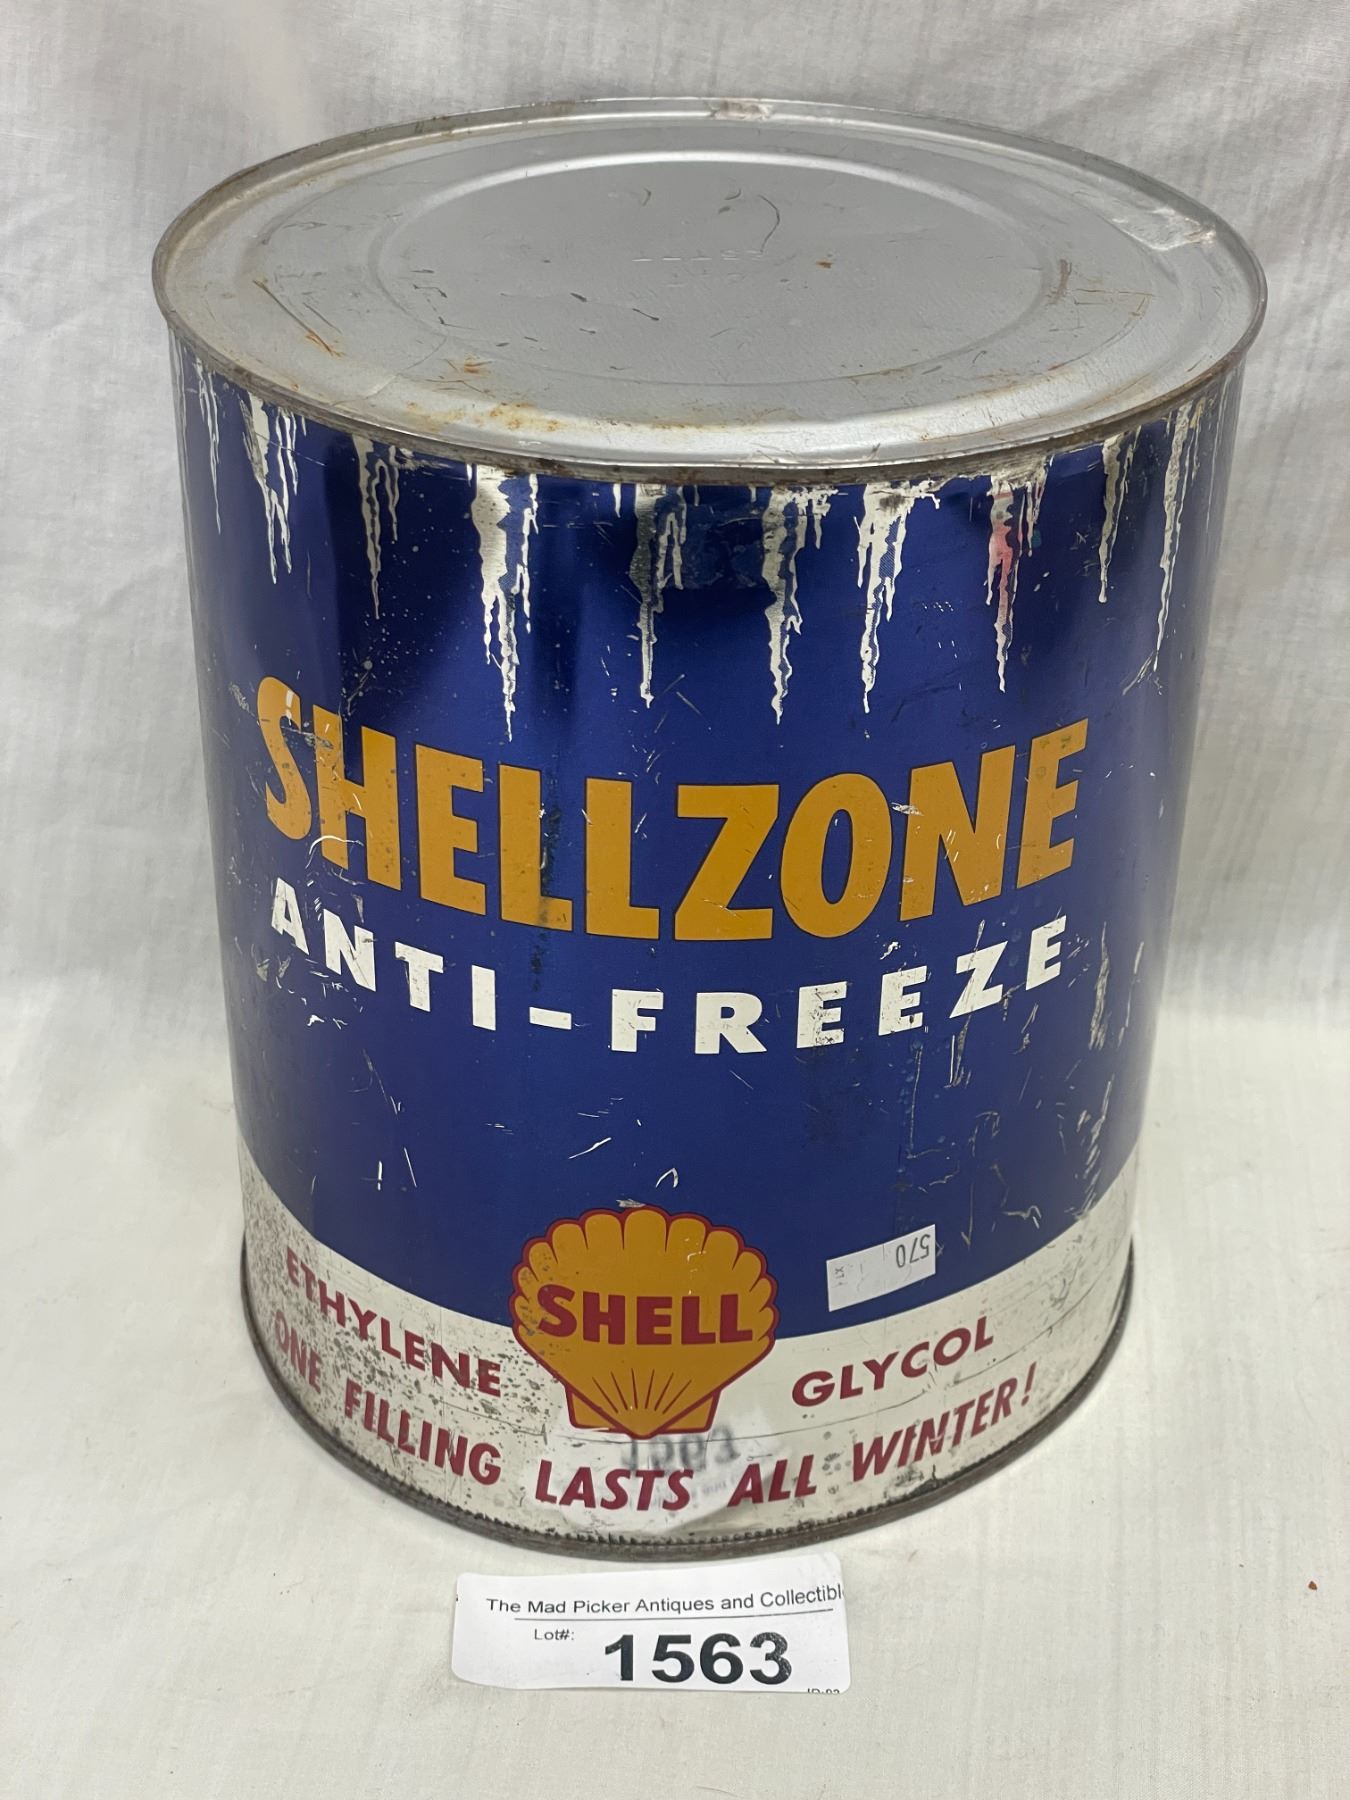 SHELLZONE
ANTI-FREEZE
570
SHELL
ETHYLENE GLYCOL
ONE FILLING LASTS ALL WINTER!
The Mad Picker Antiques and Collectibl
Lot#: 1563